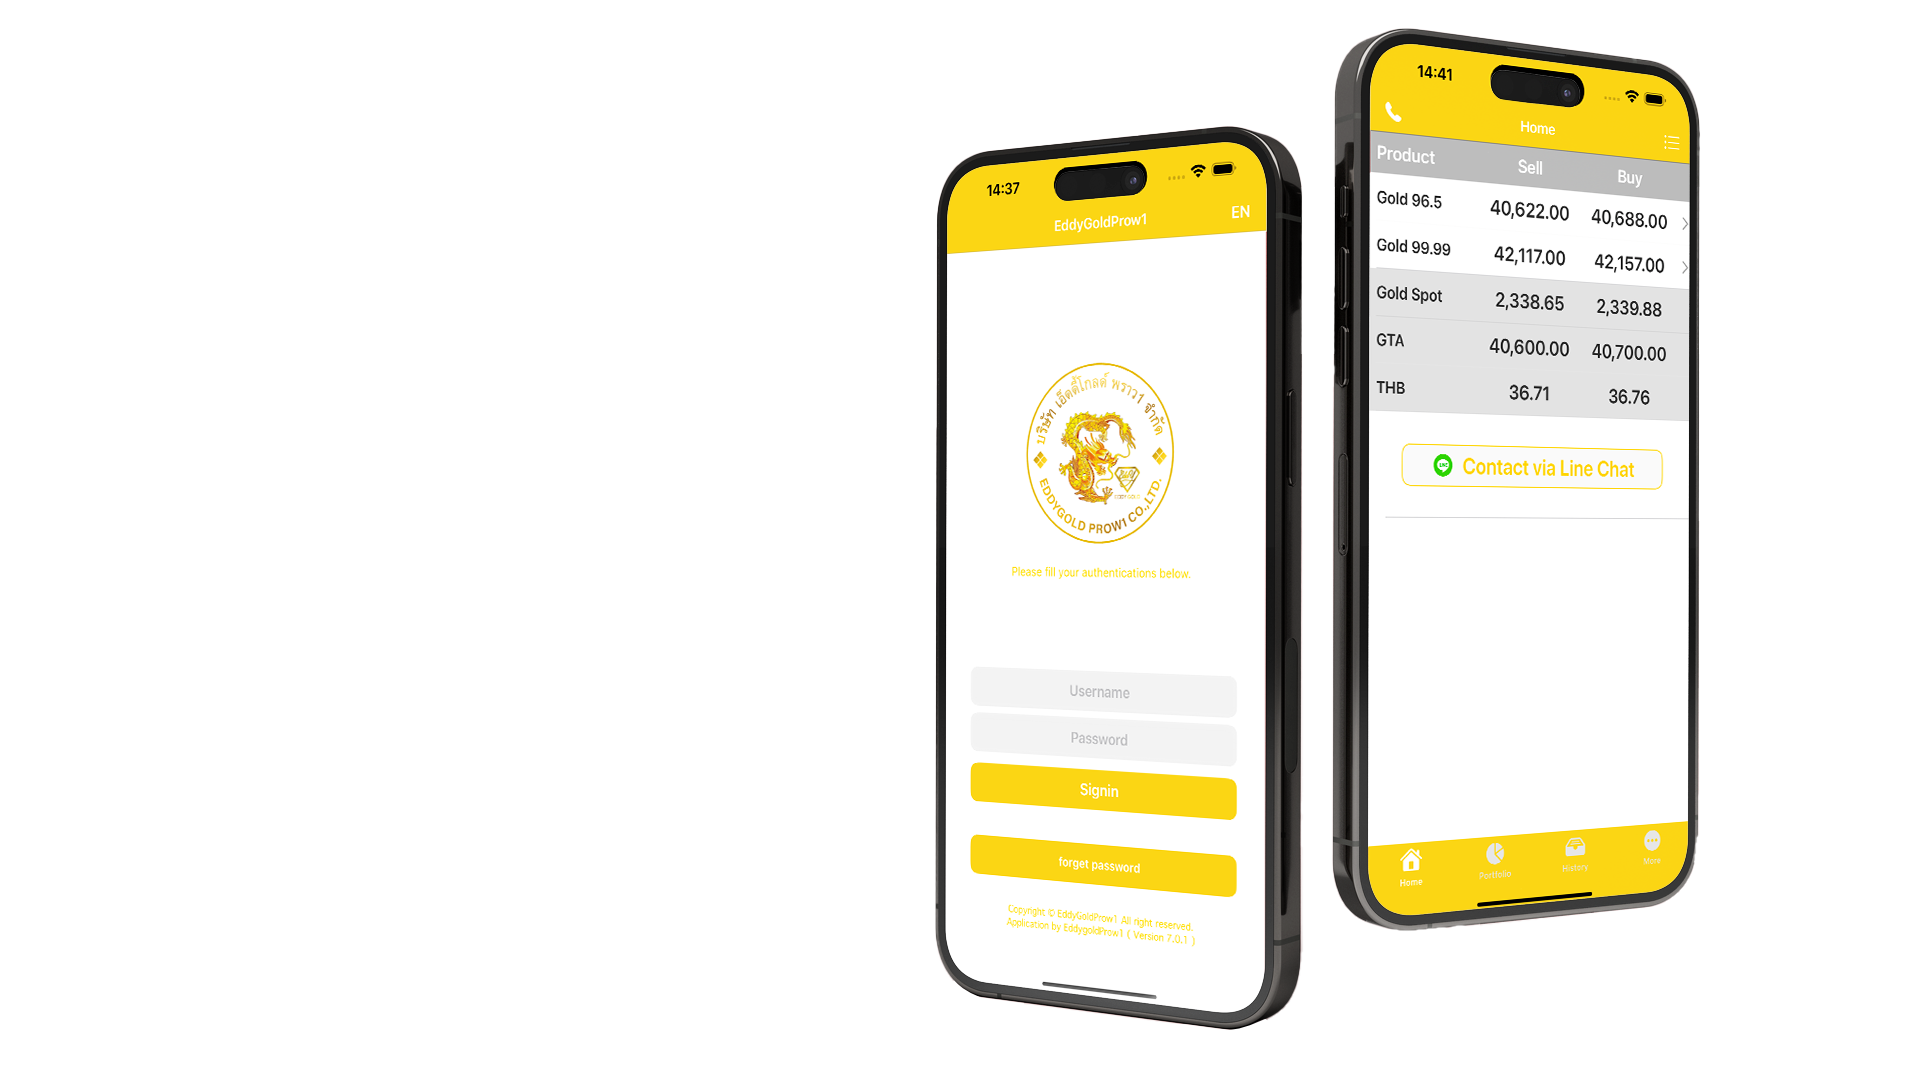 14:37
EddyGoldProw1
EN
บริษัท เอ็ดดี้โกลด์ พราว1 จำกัด
EDDYGOLD PROW1 CO.,LTD.
Please fill your authentications below.
Username
Password
Signin
forget password
Copyright © EddyGoldProw1 All right reserved.
Application by EddygoldProw1 ( Version 7.0.1 )
14:41
Home
Product Sell Buy
Gold 96.5 40,622.00 40,688.00
Gold 99.99 42,117.00 42,157.00
Gold Spot 2,338.65 2,339.88
GTA 40,600.00 40,700.00
THB 36.71 36.76
Contact via Line Chat
Home Portfolio History More